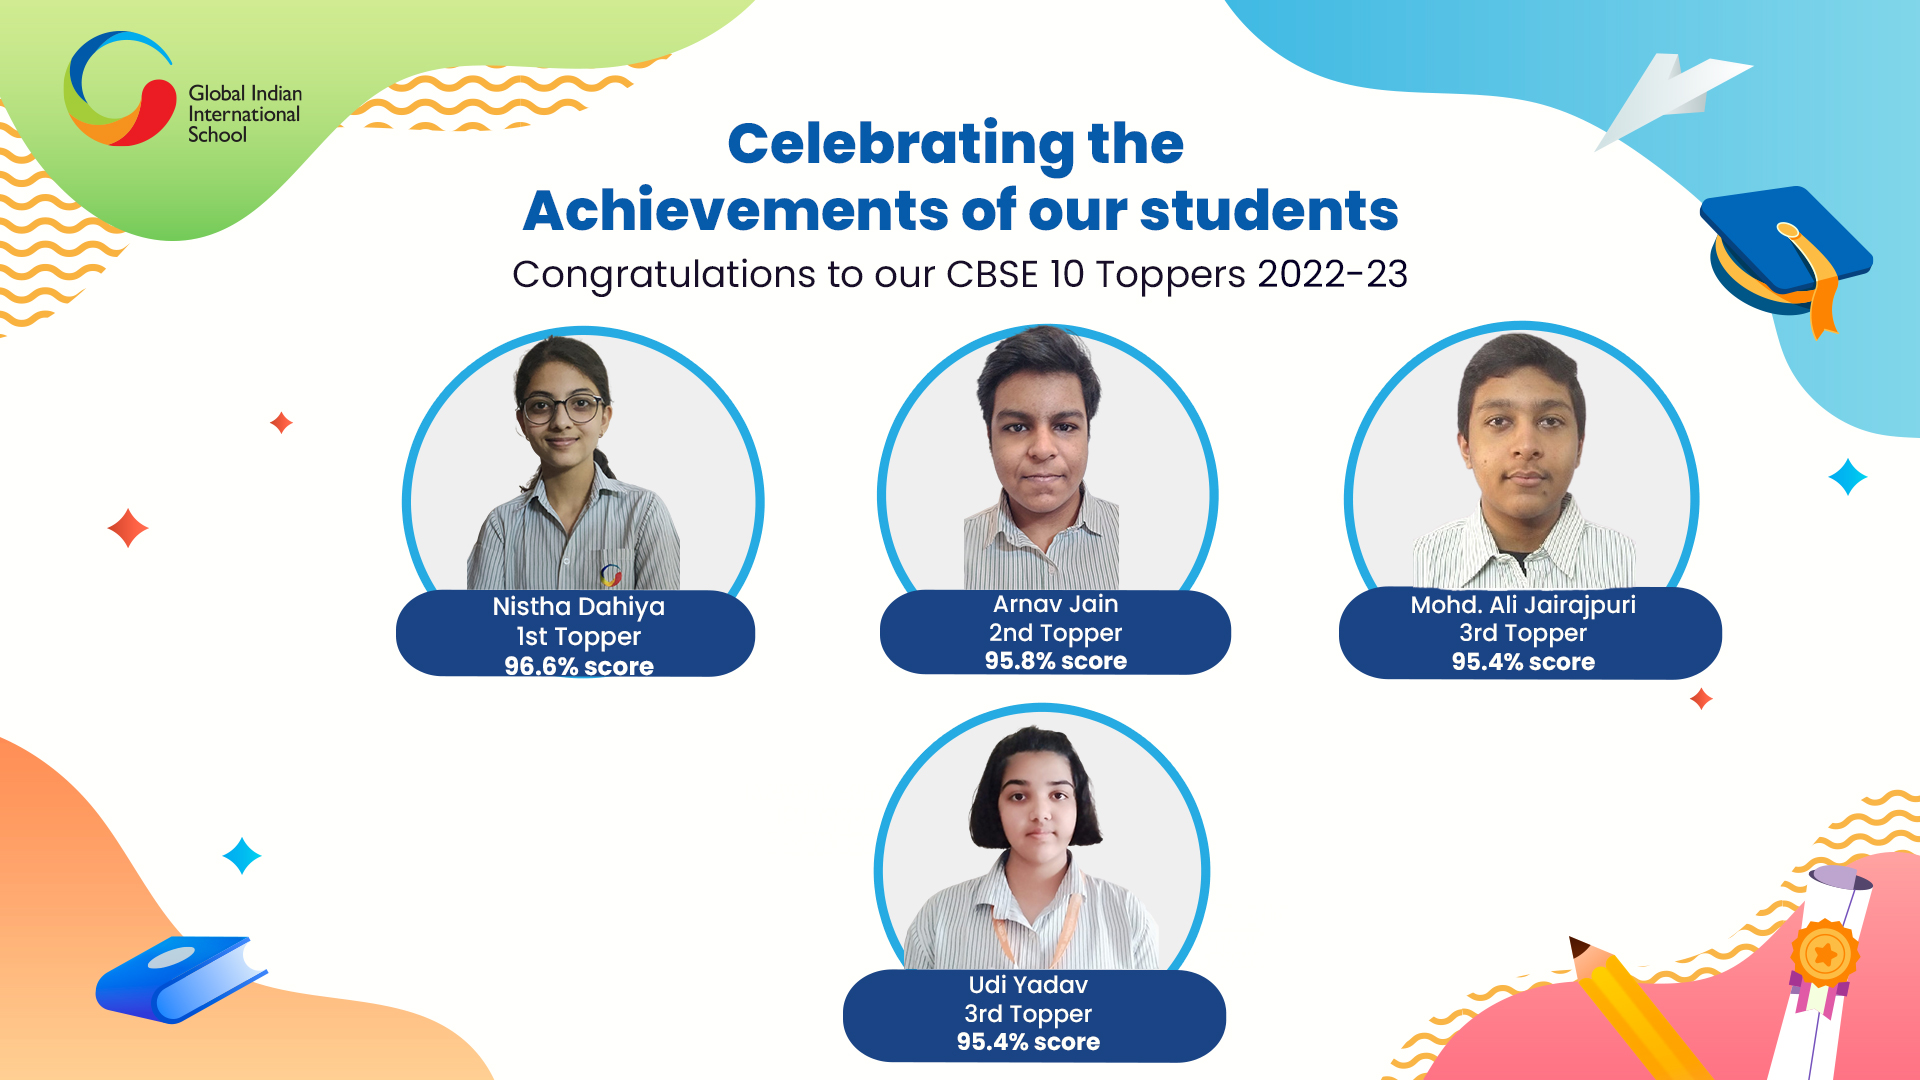 Global Indian
International
School
Celebrating the
Achievements of our students
Congratulations to our CBSE 10 Toppers 2022-23
Nistha Dahiya
1st Topper
96.6% score
Arnav Jain
2nd Topper
95.8% score
Mohd. Ali Jairajpuri
3rd Topper
95.4% score
Udi Yadav
3rd Topper
95.4% score